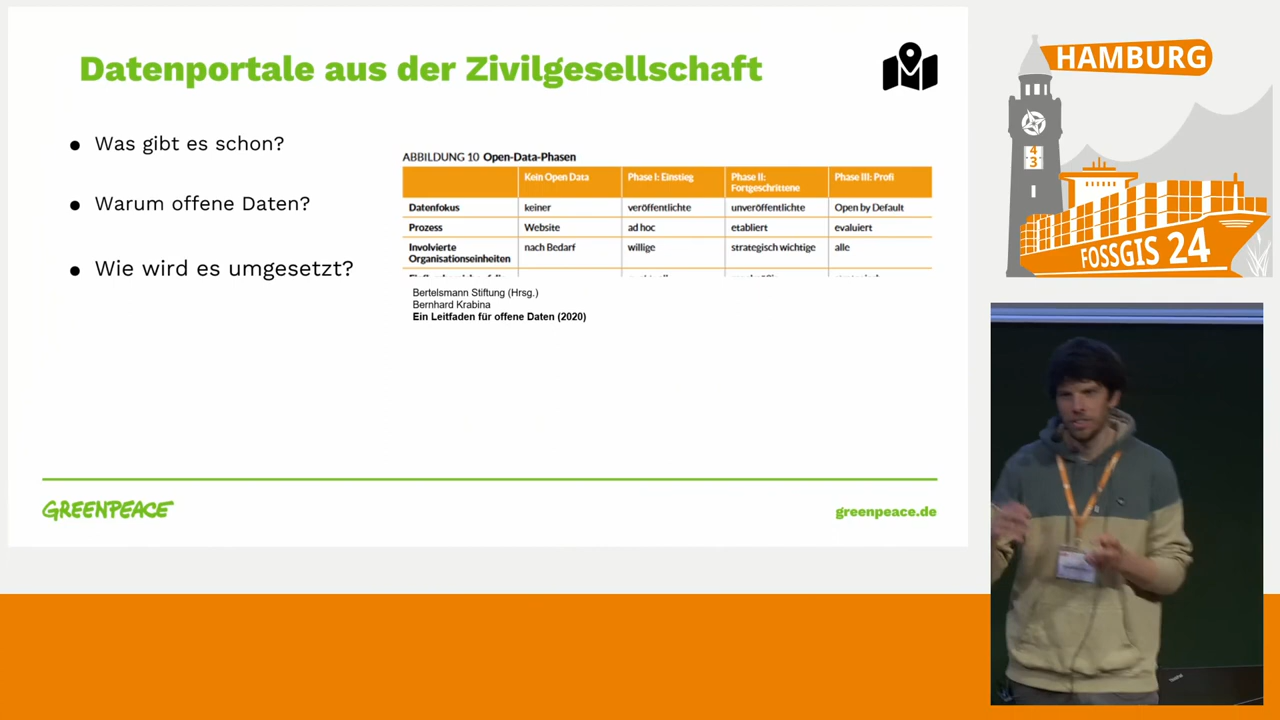 Datenportale aus der Zivilgesellschaft
Was gibt es schon?
Warum offene Daten?
Wie wird es umgesetzt?
ABBILDUNG 10 Open-Data-Phasen
Kein Open Data
Phase I: Einstieg
Phase II: Fortgeschrittene
Phase III: Profi
Datenfokus
keiner
veröffentlichte
unveröffentlichte
Open by Default
Prozess
Website
ad hoc
etabliert
evaluiert
Involvierte Organisationseinheiten
nach Bedarf
willige
strategisch wichtige
alle
Bertelsmann Stiftung (Hrsg.)
Bernhard Krabina
Ein Leitfaden für offene Daten (2020)
GREENPEACE
greenpeace.de
HAMBURG
4
3
FOSSGIS 24